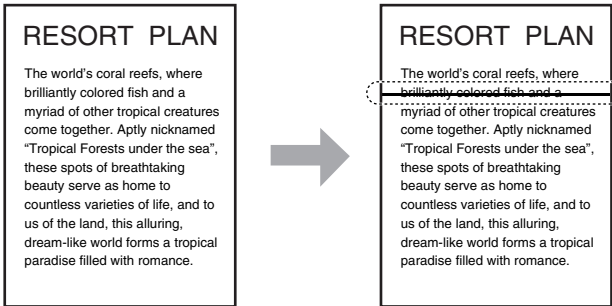 RESORT PLAN
The world's coral reefs, where
brilliantly colored fish and a
myriad of other tropical creatures
come together. Aptly nicknamed
“Tropical Forests under the sea”,
these spots of breathtaking
beauty serve as home to
countless varieties of life, and to
us of the land, this alluring,
dream-like world forms a tropical
paradise filled with romance.
RESORT PLAN
The world's coral reefs, where
brilliantly colored fish and a
myriad of other tropical creatures
come together. Aptly nicknamed
“Tropical Forests under the sea”,
these spots of breathtaking
beauty serve as home to
countless varieties of life, and to
us of the land, this alluring,
dream-like world forms a tropical
paradise filled with romance.